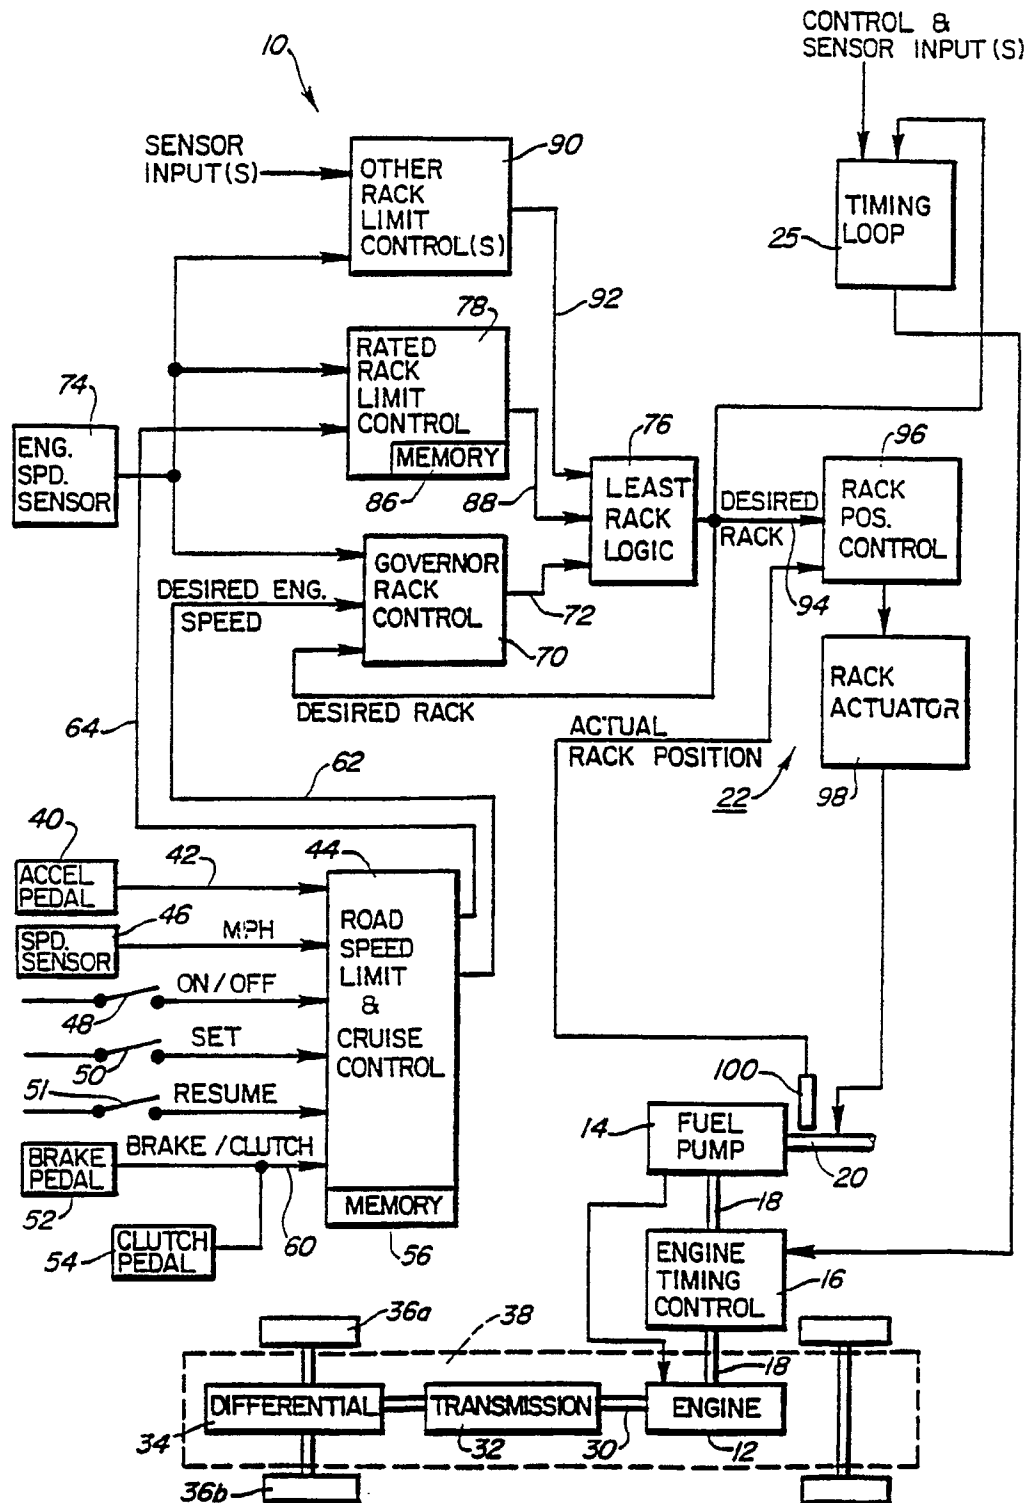 CONTROL &
SENSOR INPUT(S)
10
SENSOR
INPUT(S)
90
OTHER
RACK
LIMIT
CONTROL(S)
TIMING
LOOP
25
92
78
RATED
RACK
LIMIT
CONTROL
MEMORY
86
88
74
ENG.
SPD.
SENSOR
76
LEAST
RACK
LOGIC
DESIRED
RACK
94
96
RACK
POS.
CONTROL
GOVERNOR
RACK
CONTROL
70
72
DESIRED ENG.
SPEED
DESIRED RACK
RACK
ACTUATOR
98
ACTUAL
RACK POSITION
22
64
62
40
ACCEL
PEDAL
42
44
46
SPD.
SENSOR
MPH
ON/OFF
48
SET
50
51
RESUME
BRAKE/CLUTCH
BRAKE
PEDAL
52
60
54
CLUTCH
PEDAL
ROAD
SPEED
LIMIT
&
CRUISE
CONTROL
MEMORY
56
100
14
FUEL
PUMP
20
18
ENGINE
TIMING
CONTROL
16
18
36a
38
DIFFERENTIAL
34
TRANSMISSION
32
30
ENGINE
12
36b